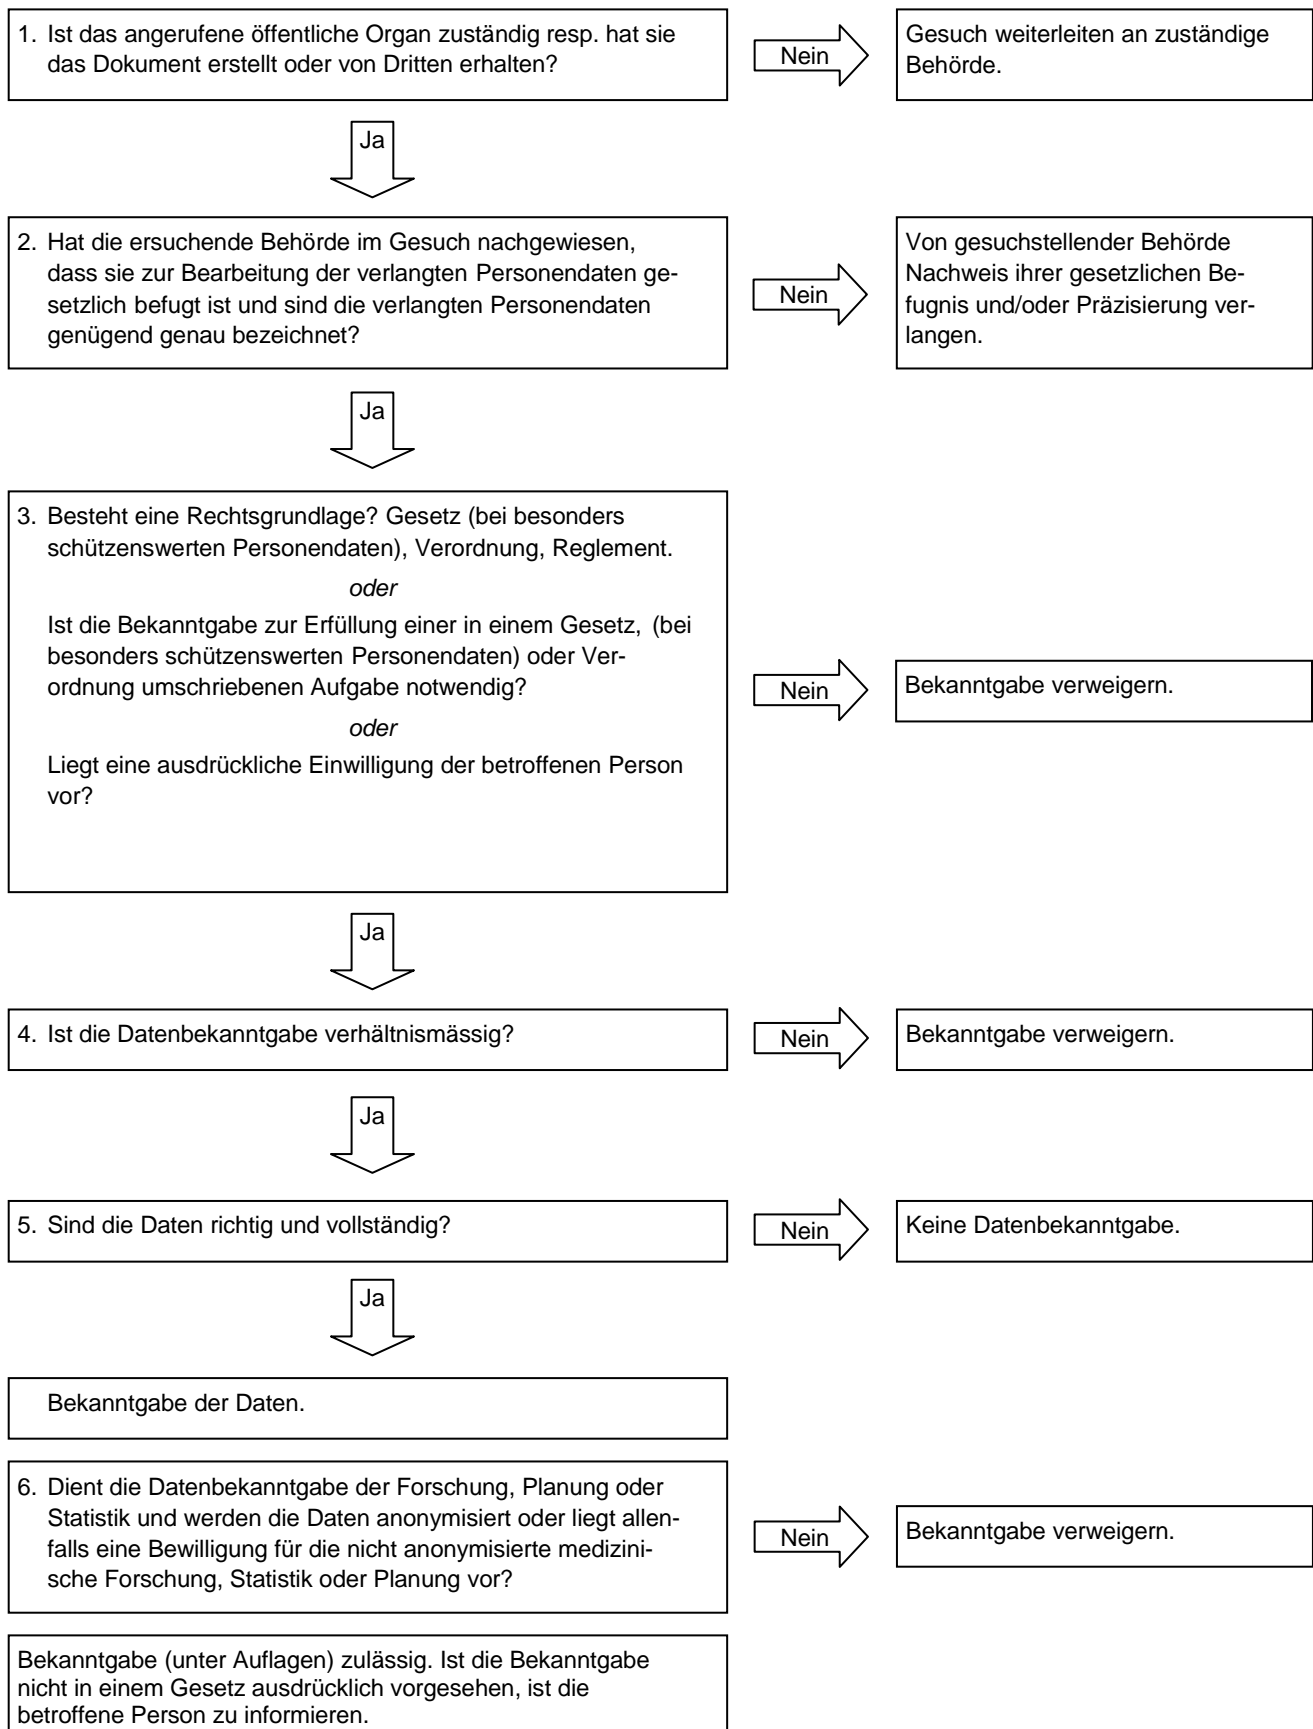 1. Ist das angerufene öffentliche Organ zuständig resp. hat sie
das Dokument erstellt oder von Dritten erhalten?
Nein
Gesuch weiterleiten an zuständige
Behörde.
Ja
2. Hat die ersuchende Behörde im Gesuch nachgewiesen,
dass sie zur Bearbeitung der verlangten Personendaten ge-
setzlich befugt ist und sind die verlangten Personendaten
genügend genau bezeichnet?
Nein
Von gesuchstellender Behörde
Nachweis ihrer gesetzlichen Be-
fugnis und/oder Präzisierung ver-
langen.
Ja
3. Besteht eine Rechtsgrundlage? Gesetz (bei besonders
schützenswerten Personendaten), Verordnung, Reglement.
oder
Ist die Bekanntgabe zur Erfüllung einer in einem Gesetz, (bei
besonders schützenswerten Personendaten) oder Ver-
ordnung umschriebenen Aufgabe notwendig?
oder
Liegt eine ausdrückliche Einwilligung der betroffenen Person
vor?
Nein
Bekanntgabe verweigern.
Ja
4. Ist die Datenbekanntgabe verhältnismässig?
Nein
Bekanntgabe verweigern.
Ja
5. Sind die Daten richtig und vollständig?
Nein
Keine Datenbekanntgabe.
Ja
Bekanntgabe der Daten.
6. Dient die Datenbekanntgabe der Forschung, Planung oder
Statistik und werden die Daten anonymisiert oder liegt allen-
falls eine Bewilligung für die nicht anonymisierte medizini-
sche Forschung, Statistik oder Planung vor?
Nein
Bekanntgabe verweigern.
Bekanntgabe (unter Auflagen) zulässig. Ist die Bekanntgabe
nicht in einem Gesetz ausdrücklich vorgesehen, ist die
betroffene Person zu informieren.